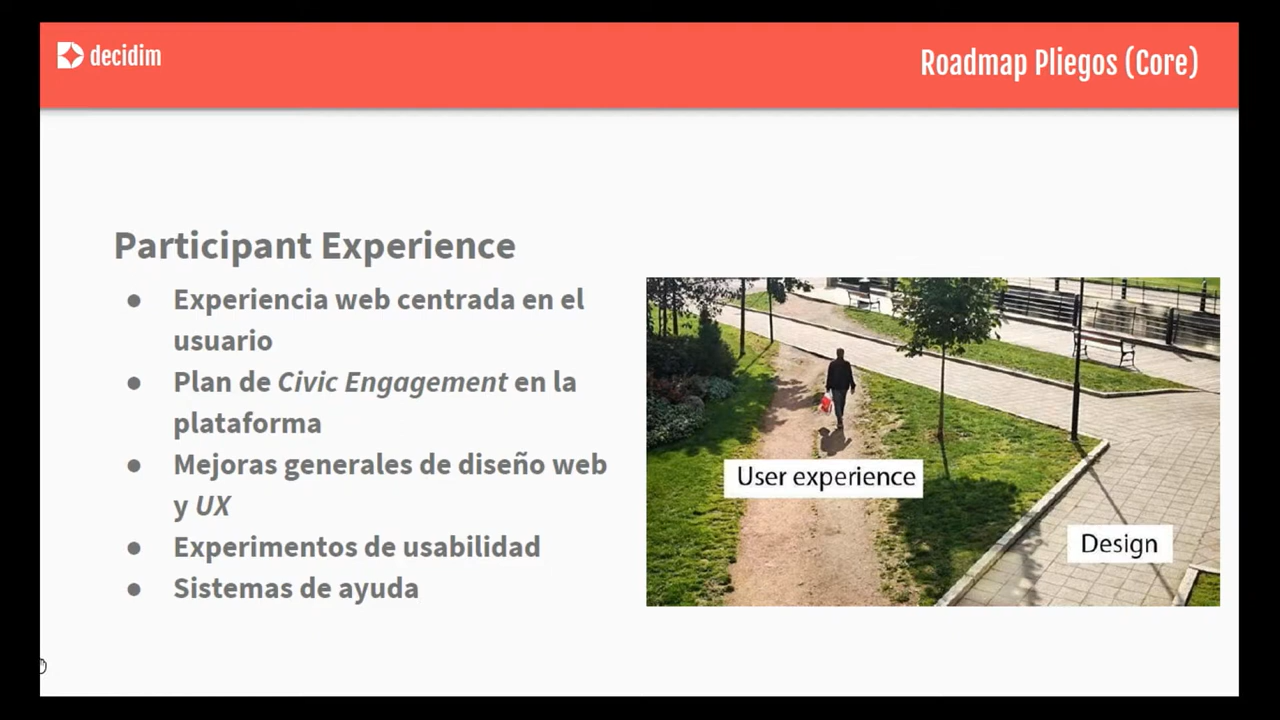 decidim
Roadmap Pliegos (Core)
Participant Experience
● Experiencia web centrada en el
usuario
● Plan de Civic Engagement en la
plataforma
● Mejoras generales de diseño web
y UX
● Experimentos de usabilidad
● Sistemas de ayuda
User experience
Design